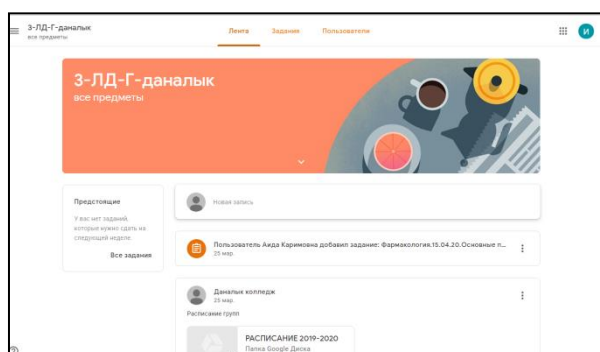 3-ЛД-Г-даналык
все предметы
Лента Задания Пользователи
И
3-ЛД-Г-даналык
все предметы
Предстоящие
У вас нет заданий,
которые нужно сдать на
следующей неделе
Все задания
Новая запись
Пользователь Аида Каримовна добавил задание: Фармакология.15.04.20.Основные п...
25 мар
Даналык колледж
25 мар
Расписание групп
РАСПИСАНИЕ 2019-2020
Папка Google Диска